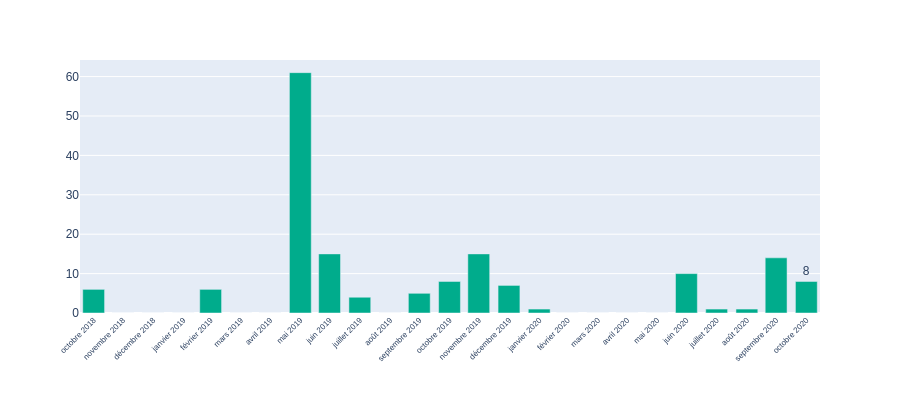 60
50
40
30
20
10
0
8
octobre 2018
novembre 2018
décembre 2018
janvier 2019
février 2019
mars 2019
avril 2019
mai 2019
juin 2019
juillet 2019
août 2019
septembre 2019
octobre 2019
novembre 2019
décembre 2019
janvier 2020
février 2020
mars 2020
avril 2020
mai 2020
juin 2020
juillet 2020
août 2020
septembre 2020
octobre 2020